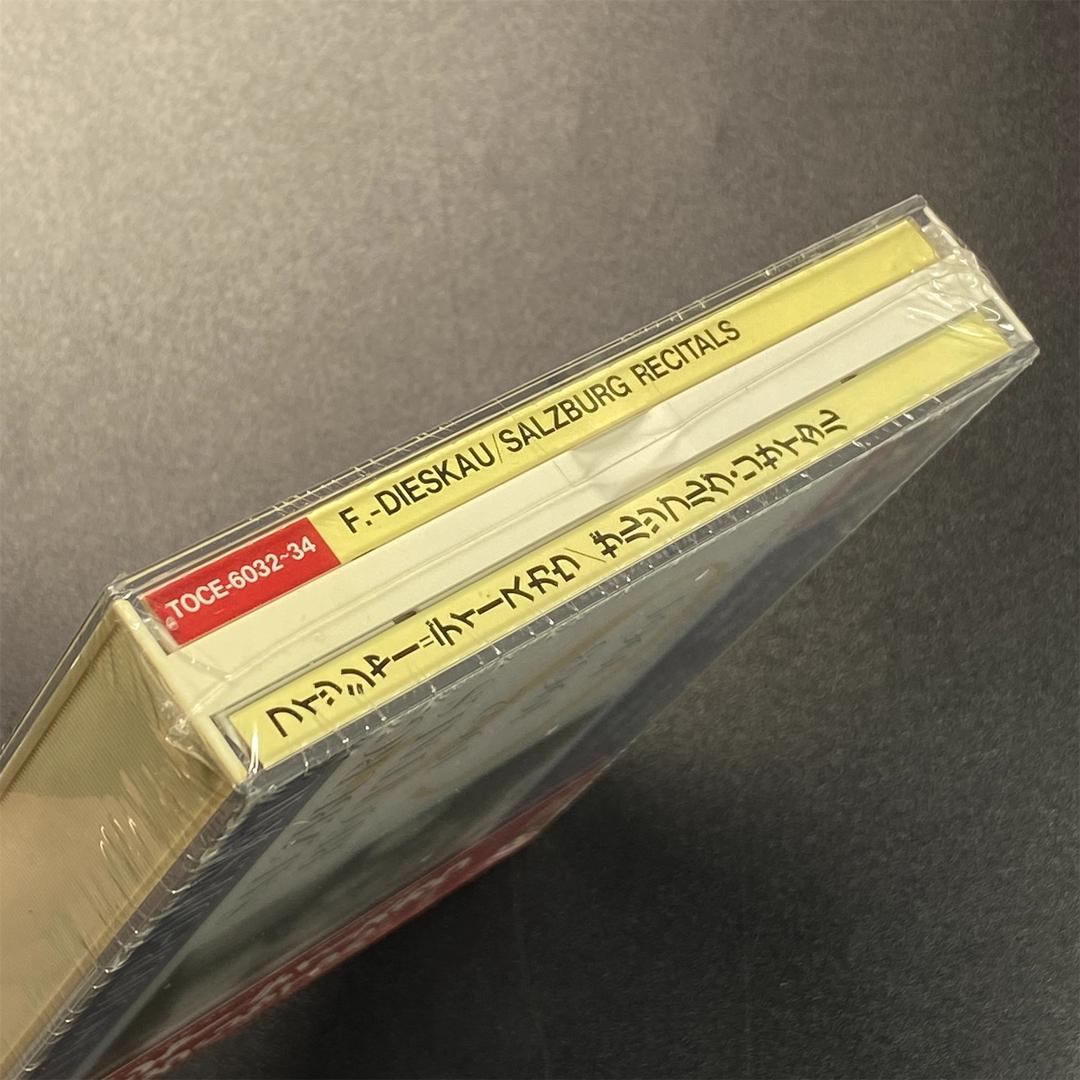 F.-DIESKAU/SALZBURG RECITALS
TOCE-6032~34
フィッシャー=ディースカウ/ザルツブルグ・リサイタル